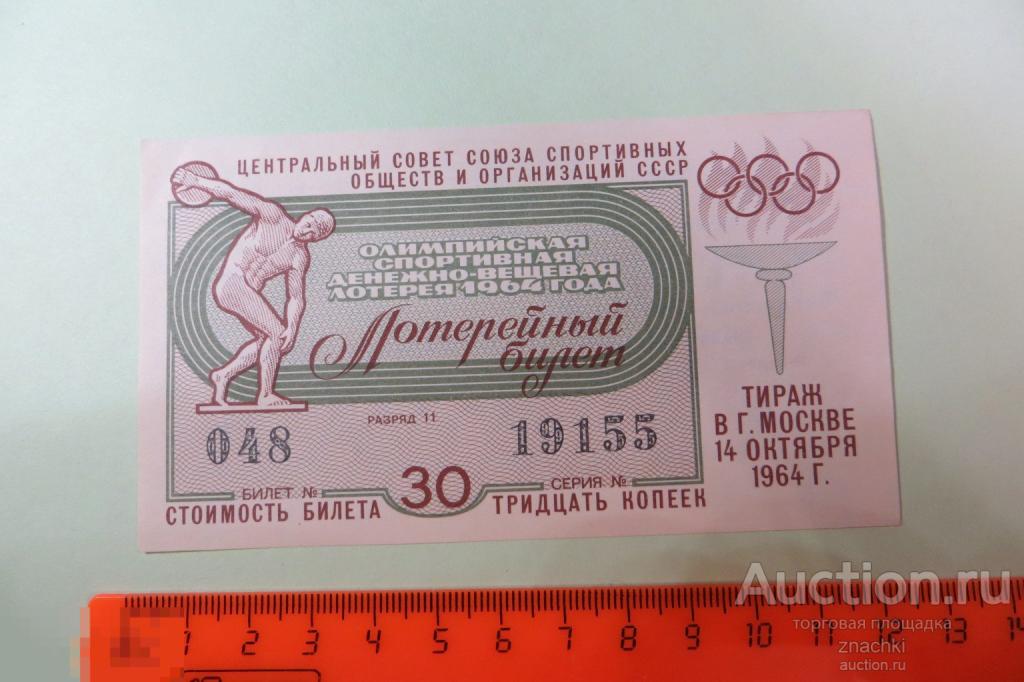 ЦЕНТРАЛЬНЫЙ СОВЕТ СОЮЗА СПОРТИВНЫХ
ОБЩЕСТВ И ОРГАНИЗАЦИЙ СССР
ОЛИМПИЙСКАЯ
СПОРТИВНАЯ
ДЕНЕЖНО-ВЕЩЕВАЯ
ЛОТЕРЕЯ 1964 ГОДА
Лотерейный
билет
РАЗРЯД 11
048
19155
БИЛЕТ №
30
СЕРИЯ №
СТОИМОСТЬ БИЛЕТА
ТРИДЦАТЬ КОПЕЕК
ТИРАЖ
В Г. МОСКВЕ
14 ОКТЯБРЯ
1964 Г.
1 2 3 4 5 6 7 8 9 10 11 12 13 14
Auction.ru
торговая площадка
znachki
auction.ru